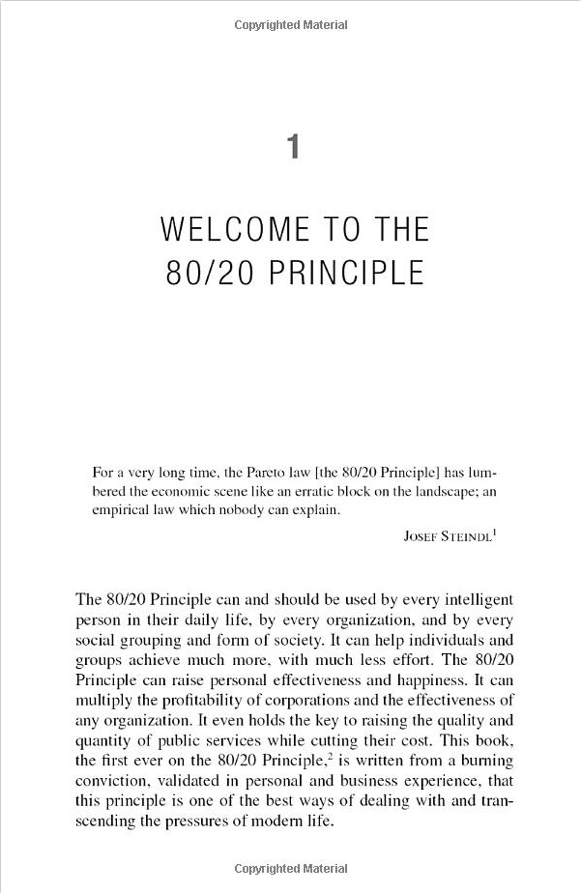 Copyrighted Material
1
WELCOME TO THE
80/20 PRINCIPLE
For a very long time, the Pareto law [the 80/20 Principle] has lum-
bered the economic scene like an erratic block on the landscape; an
empirical law which nobody can explain.
JOSEF STEINDL¹
The 80/20 Principle can and should be used by every intelligent
person in their daily life, by every organization, and by every
social grouping and form of society. It can help individuals and
groups achieve much more, with much less effort. The 80/20
Principle can raise personal effectiveness and happiness. It can
multiply the profitability of corporations and the effectiveness of
any organization. It even holds the key to raising the quality and
quantity of public services while cutting their cost. This book,
the first ever on the 80/20 Principle,² is written from a burning
conviction, validated in personal and business experience, that
this principle is one of the best ways of dealing with and tran-
scending the pressures of modern life.
Copyrighted Material